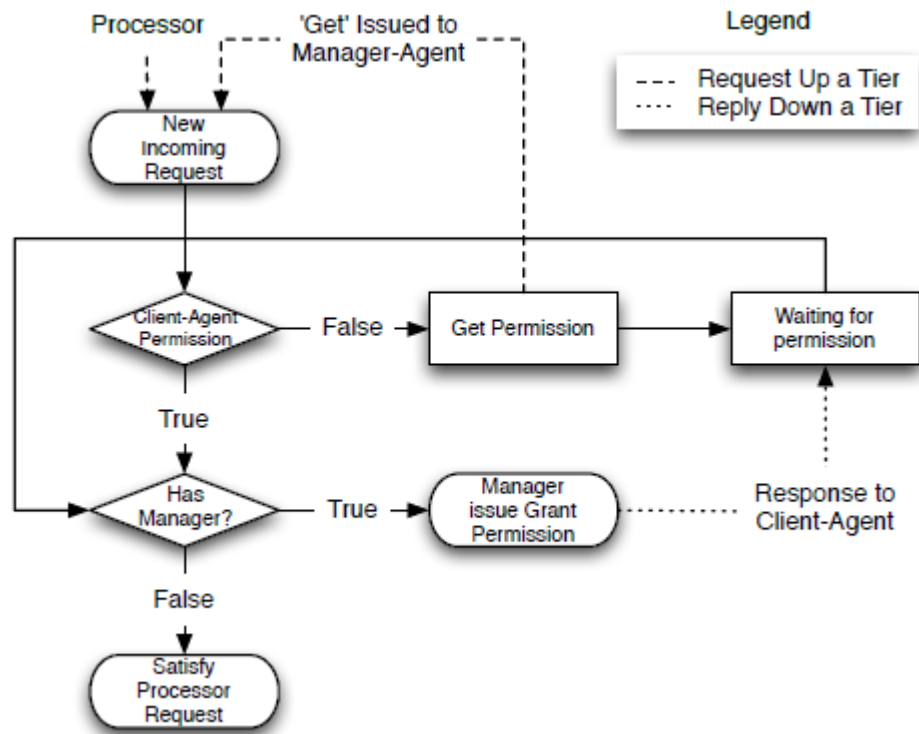 Processor
'Get' Issued to
Manager-Agent
Legend
Request Up a Tier
Reply Down a Tier
New
Incoming
Request
Client-Agent
Permission
False
Get Permission
Waiting for
permission
True
Has
Manager?
True
Manager
issue Grant
Permission
Response to
Client-Agent
False
Satisfy
Processor
Request